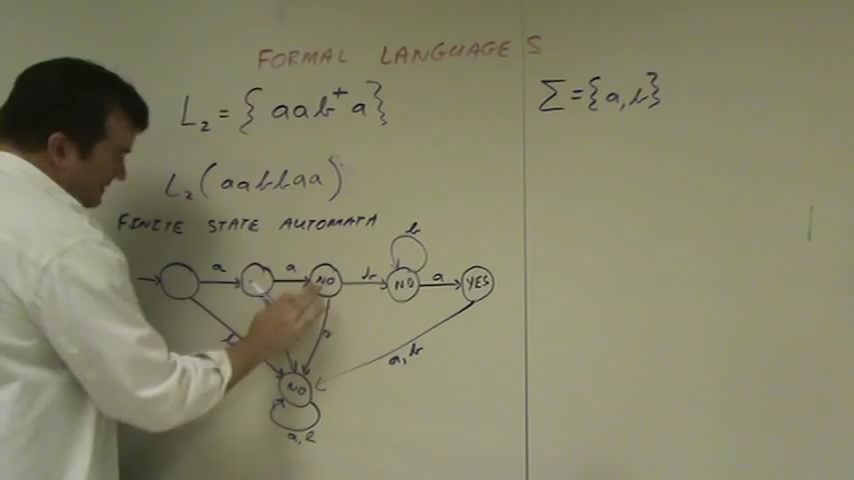 FORMAL LANGUAGES
L₂ = { aab⁺a }
Σ = {a, b}
L₂(aabbaa)
FINITE STATE AUTOMATA
b
a a b a
NO NO YES
b
a, b
NO